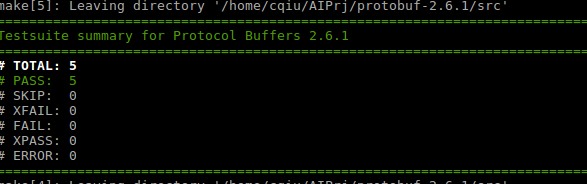 make[5]: Leaving directory '/home/cqiu/AIPrj/protobuf-2.6.1/src'
============================================================================
Testsuite summary for Protocol Buffers 2.6.1
============================================================================
# TOTAL: 5
# PASS:  5
# SKIP:  0
# XFAIL: 0
# FAIL:  0
# XPASS: 0
# ERROR: 0
============================================================================
make[4]: Leaving directory '/home/cqiu/AIPrj/protobuf-2.6.1/src'